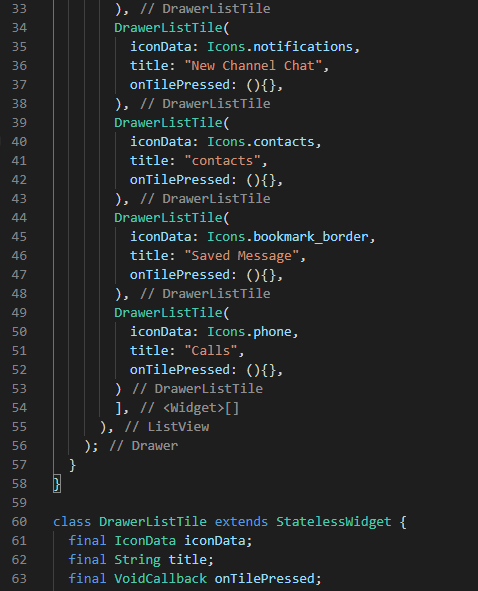 33 ), // DrawerListTile
34 DrawerListTile(
35 iconData: Icons.notifications,
36 title: "New Channel Chat",
37 onTilePressed: (){},
38 ), // DrawerListTile
39 DrawerListTile(
40 iconData: Icons.contacts,
41 title: "contacts",
42 onTilePressed: (){},
43 ), // DrawerListTile
44 DrawerListTile(
45 iconData: Icons.bookmark_border,
46 title: "Saved Message",
47 onTilePressed: (){},
48 ), // DrawerListTile
49 DrawerListTile(
50 iconData: Icons.phone,
51 title: "Calls",
52 onTilePressed: (){},
53 ) // DrawerListTile
54 ], // <Widget>[]
55 ), // ListView
56 ); // Drawer
57 }
58 }
59
60 class DrawerListTile extends StatelessWidget {
61 final IconData iconData;
62 final String title;
63 final VoidCallback onTilePressed;